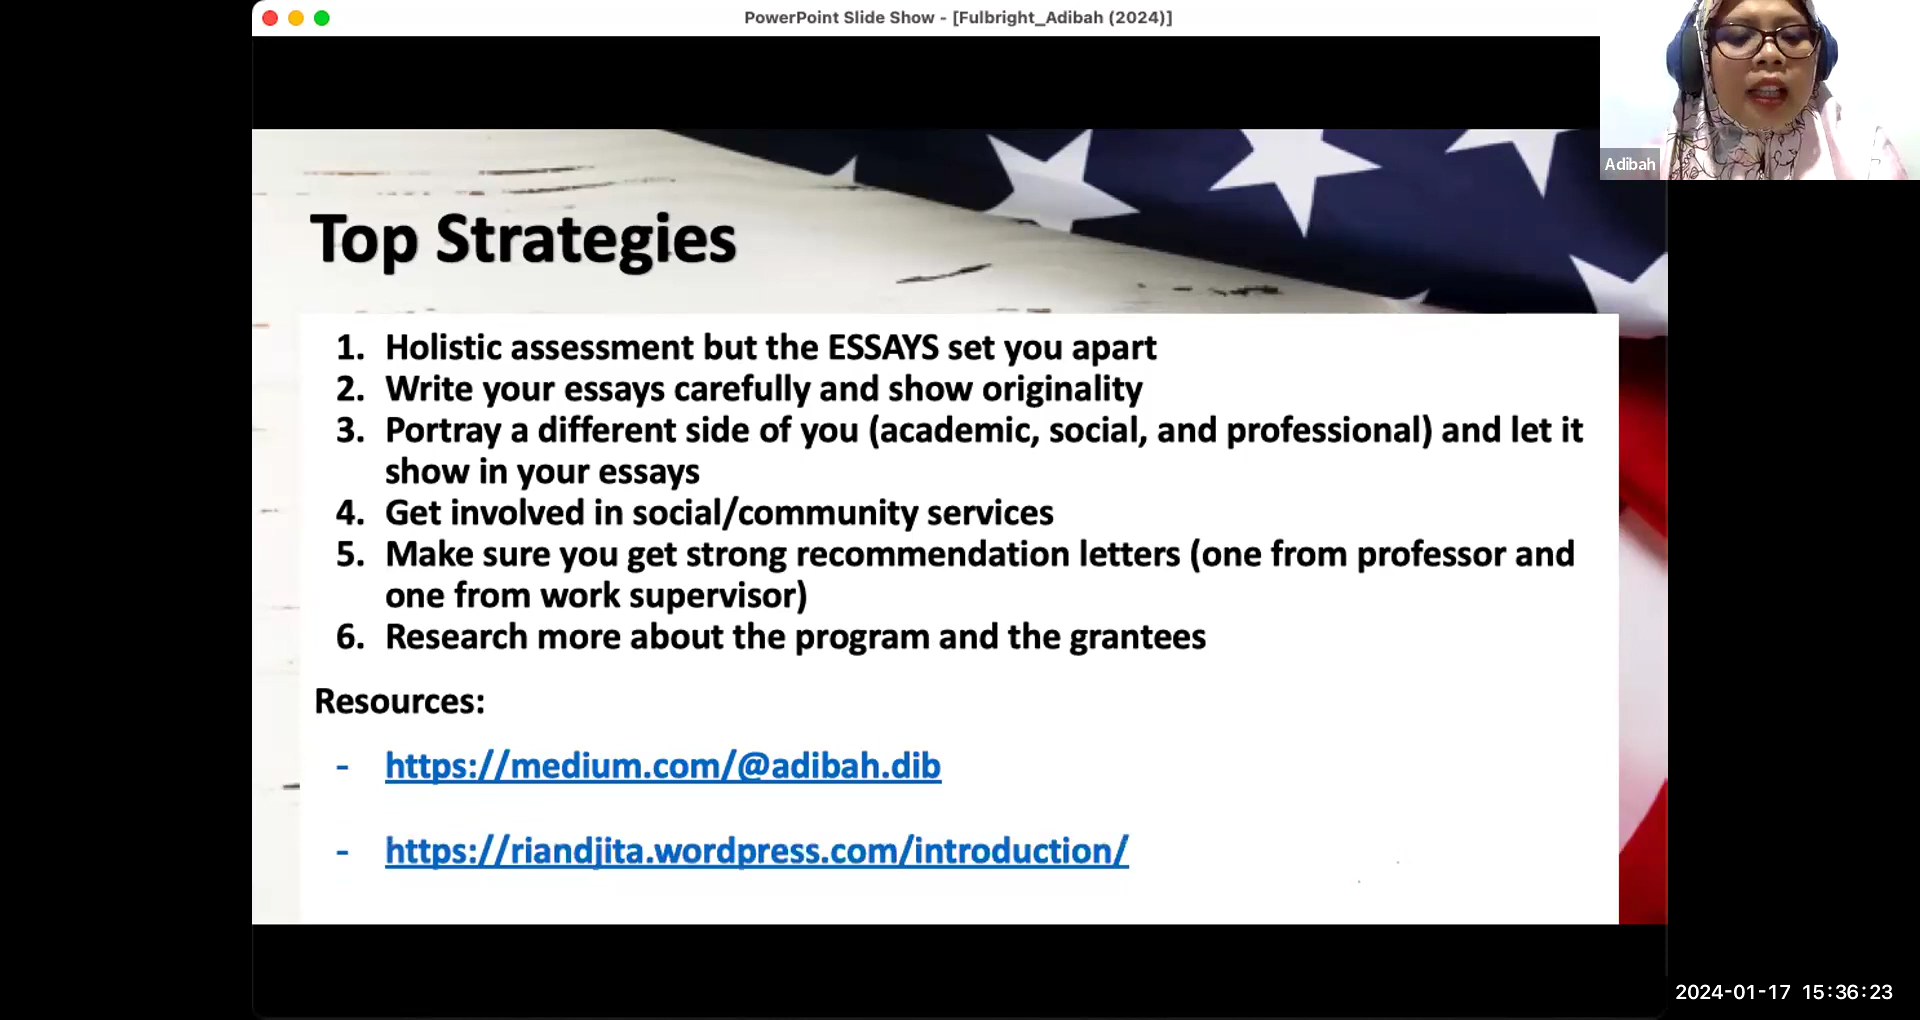 PowerPoint Slide Show - [Fulbright_Adibah (2024)]
Adibah
Top Strategies
1. Holistic assessment but the ESSAYS set you apart
2. Write your essays carefully and show originality
3. Portray a different side of you (academic, social, and professional) and let it
show in your essays
4. Get involved in social/community services
5. Make sure you get strong recommendation letters (one from professor and
one from work supervisor)
6. Research more about the program and the grantees
Resources:
- https://medium.com/@adibah.dib
- https://riandjita.wordpress.com/introduction/
2024-01-17 15:36:23